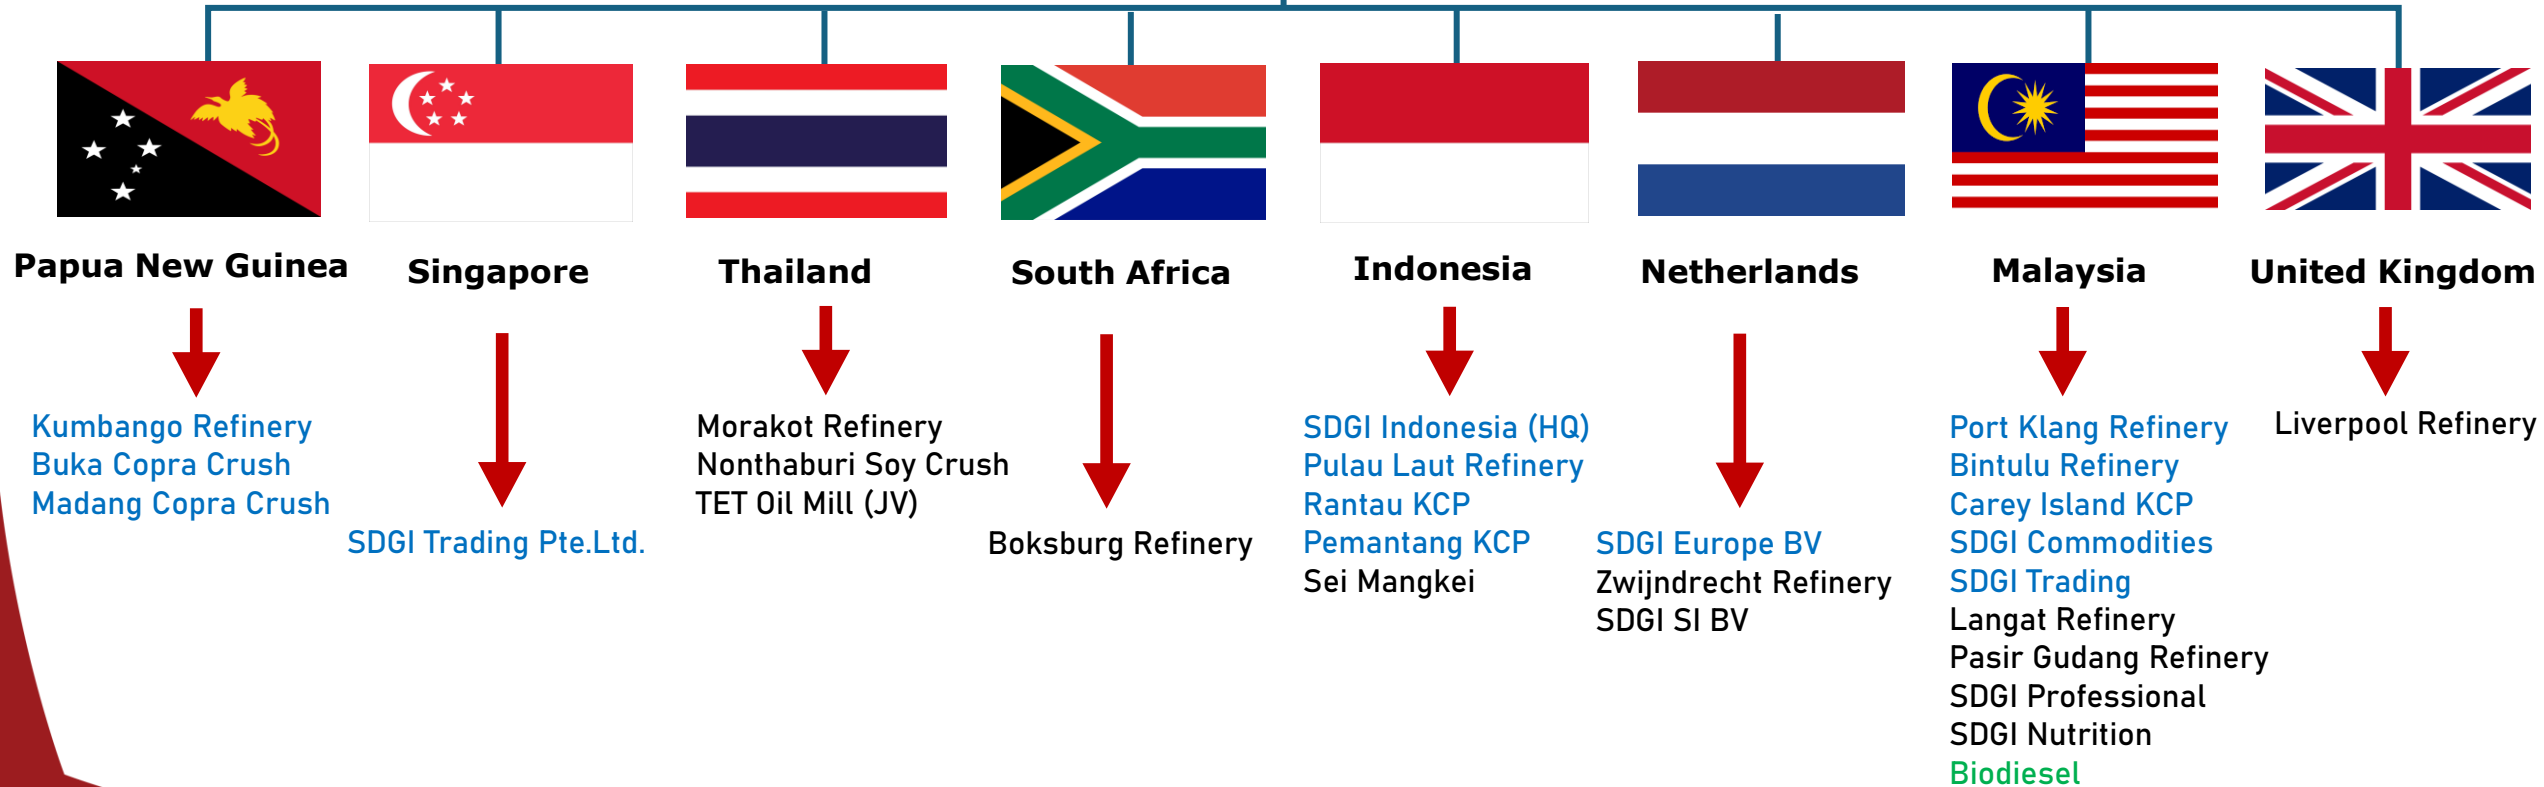 Papua New Guinea
Kumbango Refinery
Buka Copra Crush
Madang Copra Crush
Singapore
SDGI Trading Pte.Ltd.
Thailand
Morakot Refinery
Nonthaburi Soy Crush
TET Oil Mill (JV)
South Africa
Boksburg Refinery
Indonesia
SDGI Indonesia (HQ)
Pulau Laut Refinery
Rantau KCP
Pemantang KCP
Sei Mangkei
Netherlands
SDGI Europe BV
Zwijndrecht Refinery
SDGI SI BV
Malaysia
Port Klang Refinery
Bintulu Refinery
Carey Island KCP
SDGI Commodities
SDGI Trading
Langat Refinery
Pasir Gudang Refinery
SDGI Professional
SDGI Nutrition
Biodiesel
United Kingdom
Liverpool Refinery